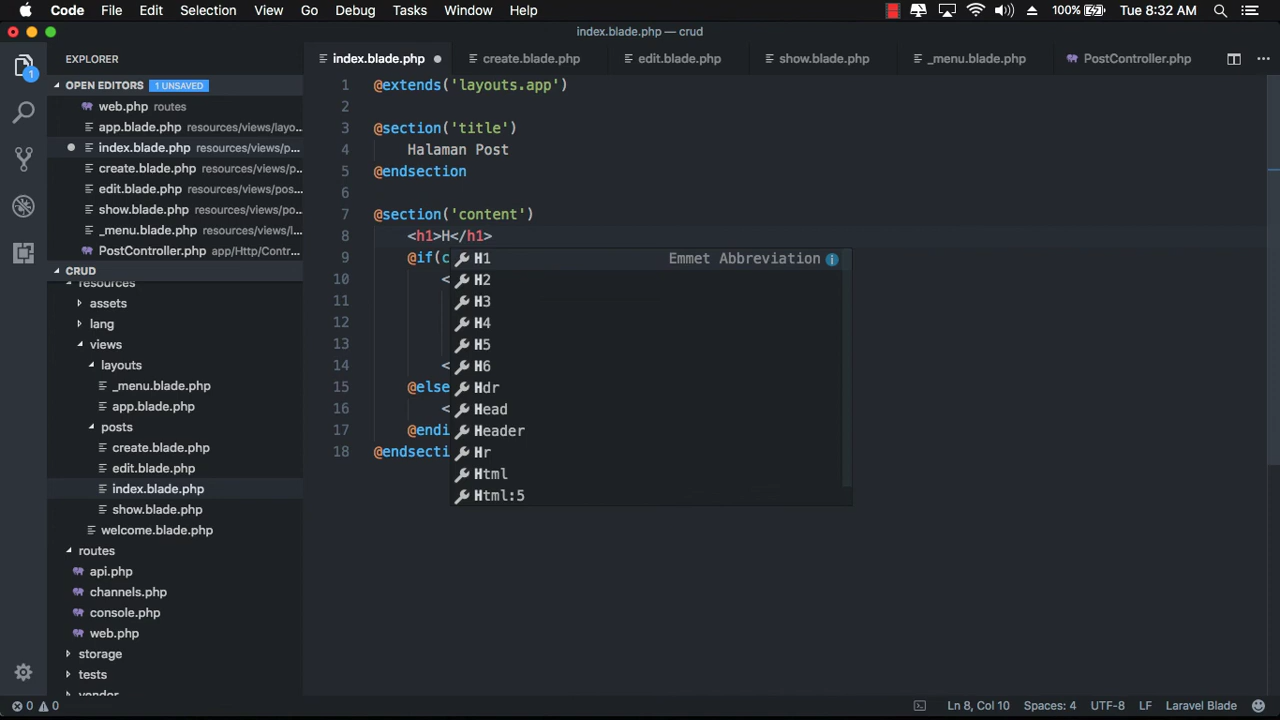 Code File Edit Selection View Go Debug Tasks Window Help 100% Tue 8:32 AM
index.blade.php — crud
EXPLORER
index.blade.php create.blade.php edit.blade.php show.blade.php _menu.blade.php PostController.php
1
OPEN EDITORS 1 UNSAVED
web.php routes
app.blade.php resources/views/layo...
index.blade.php resources/views/p...
create.blade.php resources/views/p...
edit.blade.php resources/views/pos...
show.blade.php resources/views/po...
_menu.blade.php resources/views/l...
PostController.php app/Http/Contr...
CRUD
resources
assets
lang
views
layouts
_menu.blade.php
app.blade.php
posts
create.blade.php
edit.blade.php
index.blade.php
show.blade.php
welcome.blade.php
routes
api.php
channels.php
console.php
web.php
storage
tests
vendor
1 @extends('layouts.app')
2
3 @section('title')
4 Halaman Post
5 @endsection
6
7 @section('content')
8 <h1>H</h1>
9 @if(c
10 <
11
12
13
14 <
15 @else
16 <
17 @endi
18 @endsecti
H1 Emmet Abbreviation
H2
H3
H4
H5
H6
Hdr
Head
Header
Hr
Html
Html:5
0 0 Ln 8, Col 10 Spaces: 4 UTF-8 LF Laravel Blade